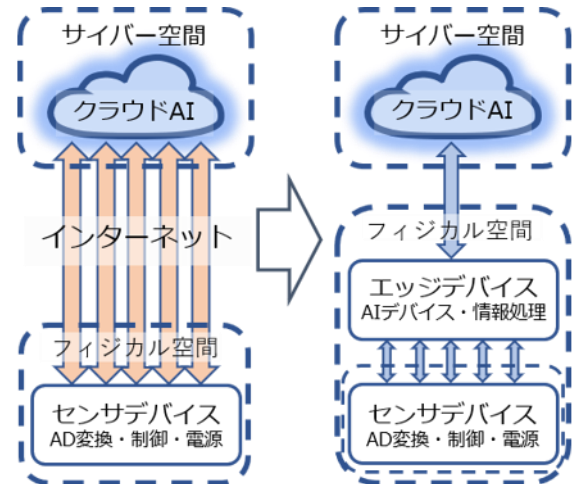 サイバー空間
クラウドAI
インターネット
フィジカル空間
センサデバイス
AD変換・制御・電源
サイバー空間
クラウドAI
フィジカル空間
エッジデバイス
AIデバイス・情報処理
センサデバイス
AD変換・制御・電源